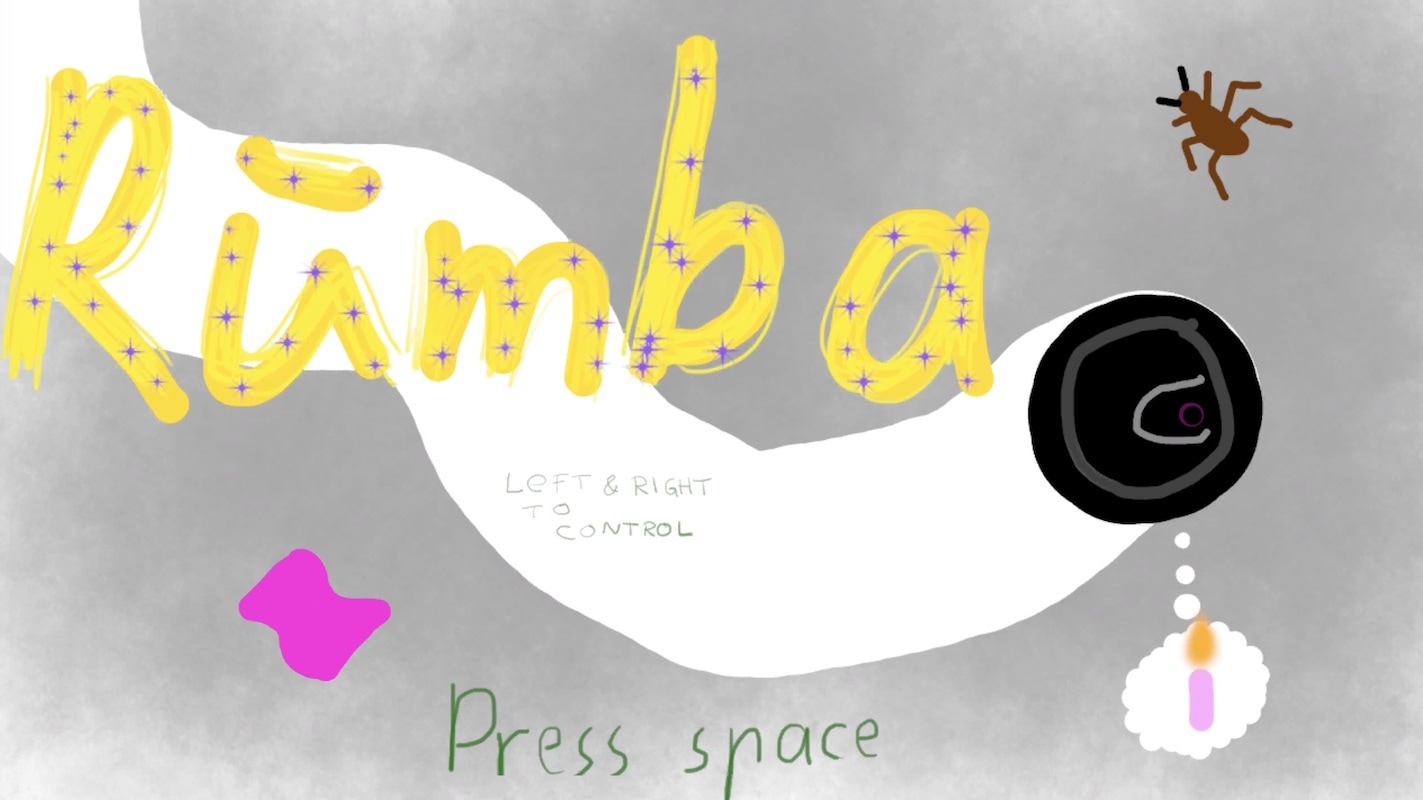 Rūmba
LEFT & RIGHT
TO
CONTROL
Press space